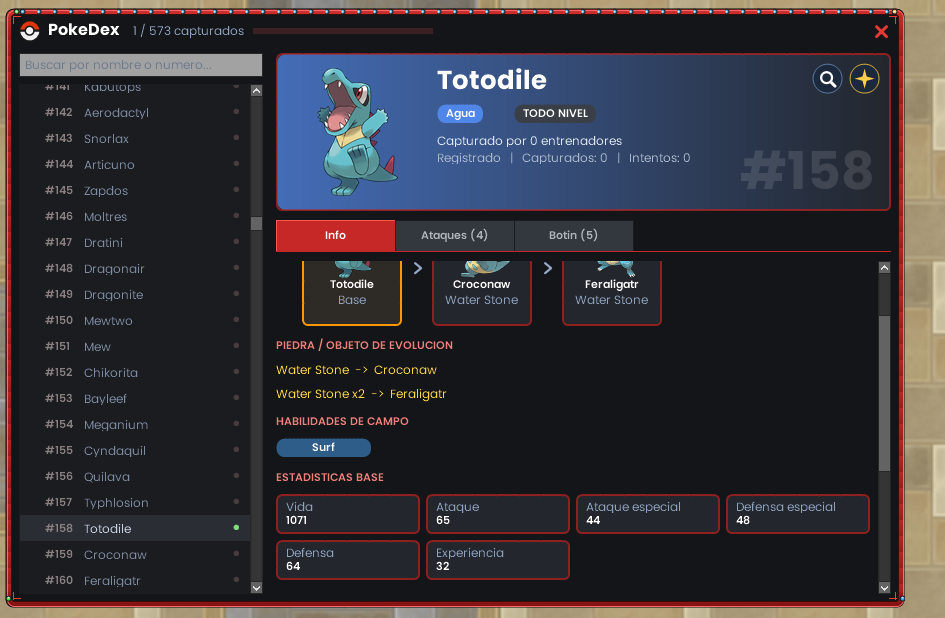 PokeDex 1 / 573 capturados
Buscar por nombre o numero...
#141 Kabutops
#142 Aerodactyl
#143 Snorlax
#144 Articuno
#145 Zapdos
#146 Moltres
#147 Dratini
#148 Dragonair
#149 Dragonite
#150 Mewtwo
#151 Mew
#152 Chikorita
#153 Bayleef
#154 Meganium
#155 Cyndaquil
#156 Quilava
#157 Typhlosion
#158 Totodile
#159 Croconaw
#160 Feraligatr
Totodile
Agua TODO NIVEL
Capturado por 0 entrenadores
Registrado | Capturados: 0 | Intentos: 0
#158
Info Ataques (4) Botin (5)
Totodile > Croconaw > Feraligatr
Base Water Stone Water Stone
PIEDRA / OBJETO DE EVOLUCION
Water Stone -> Croconaw
Water Stone x2 -> Feraligatr
HABILIDADES DE CAMPO
Surf
ESTADISTICAS BASE
Vida Ataque Ataque especial Defensa especial
1071 65 44 48
Defensa Experiencia
64 32